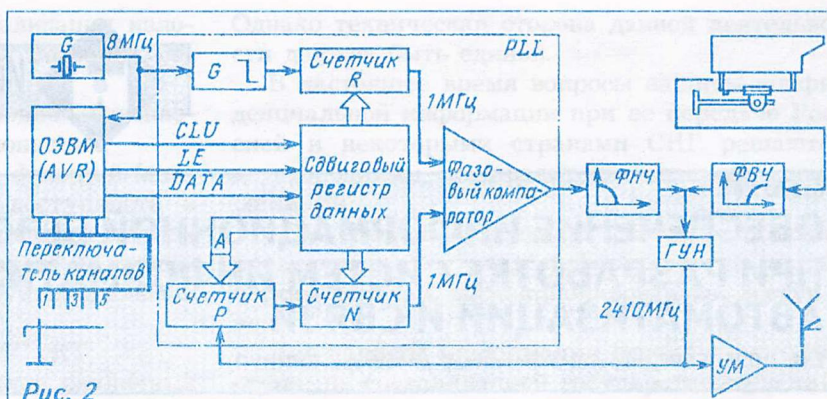 G
8МГц
G
Счетчик
R
PLL
1МГц
ОЭВМ
(AVR)
CLU
LE
DATA
Сдвиговый
регистр
данных
Фазо-
вый компа-
ратор
ФНЧ
ФВЧ
Переключа-
тель каналов
1 3 5
А
Счетчик
Р
Счетчик
N
1МГц
ГУН
2410МГц
УМ
Рис. 2